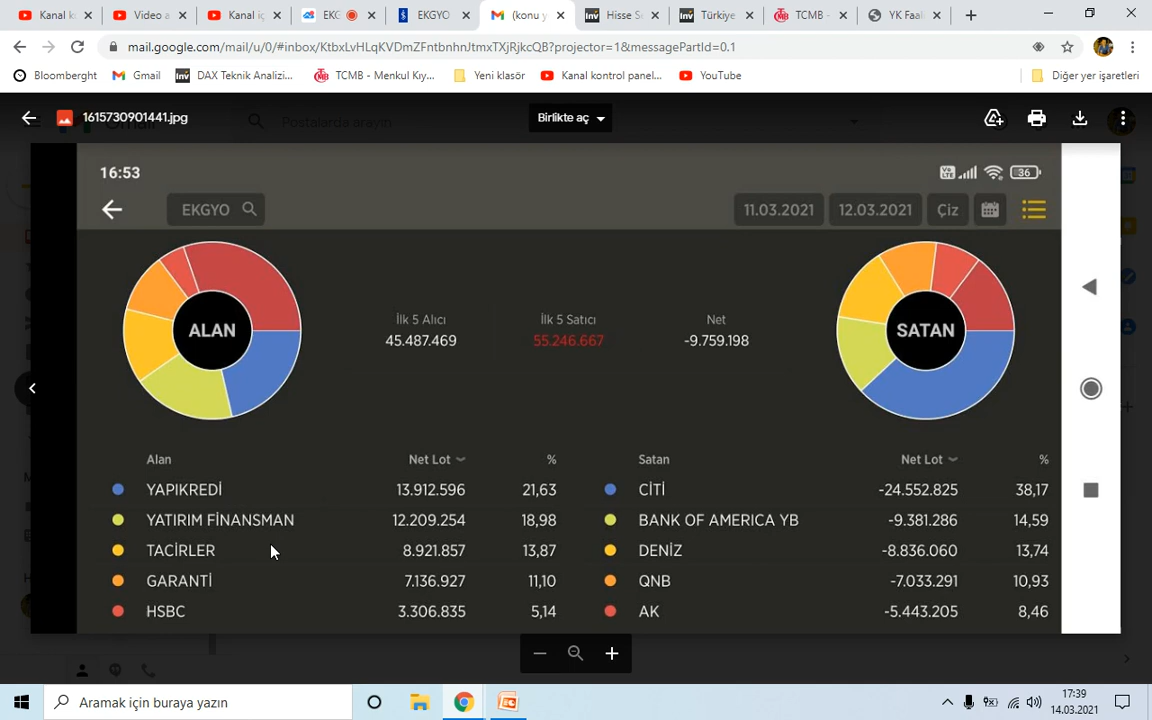 Kanal k
Video a
Kanal iç
EKG
EKGYO
(konu y
Hisse S
Türkiye
TCMB -
YK Faal
mail.google.com/mail/u/0/#inbox/KtbxLvHLqKVDmZFntbnhnJtmxTXjRjkcQB?projector=1&messagePartId=0.1
Bloomberght
Gmail
DAX Teknik Analizi...
TCMB - Menkul Kıy...
Yeni klasör
Kanal kontrol panel...
YouTube
Diğer yer işaretleri
1615730901441.jpg
Postalarda arayın
Birlikte aç
16:53
36
EKGYO
11.03.2021
12.03.2021
Çiz
ALAN
İlk 5 Alıcı
45.487.469
İlk 5 Satıcı
55.246.667
Net
-9.759.198
SATAN
Alan Net Lot %
YAPIKREDİ 13.912.596 21,63
YATIRIM FİNANSMAN 12.209.254 18,98
TACİRLER 8.921.857 13,87
GARANTİ 7.136.927 11,10
HSBC 3.306.835 5,14
Satan Net Lot %
CİTİ -24.552.825 38,17
BANK OF AMERICA YB -9.381.286 14,59
DENİZ -8.836.060 13,74
QNB -7.033.291 10,93
AK -5.443.205 8,46
Aramak için buraya yazın
17:39
14.03.2021